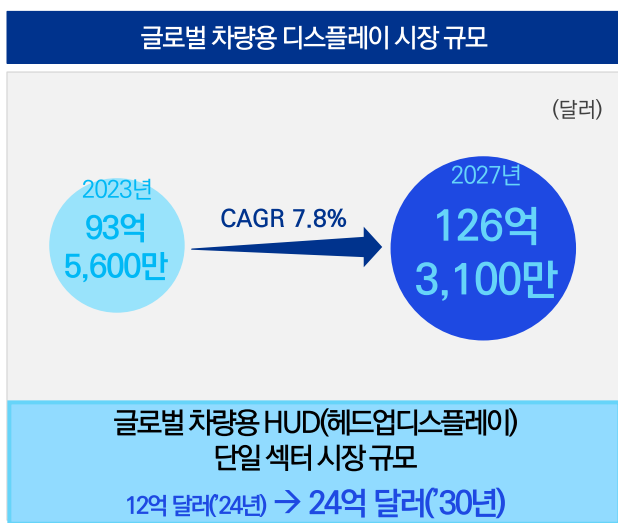 글로벌 차량용 디스플레이 시장 규모
(달러)
2023년
93억
5,600만
CAGR 7.8%
2027년
126억
3,100만
글로벌 차량용 HUD(헤드업디스플레이)
단일 섹터 시장 규모
12억 달러(’24년) → 24억 달러(’30년)